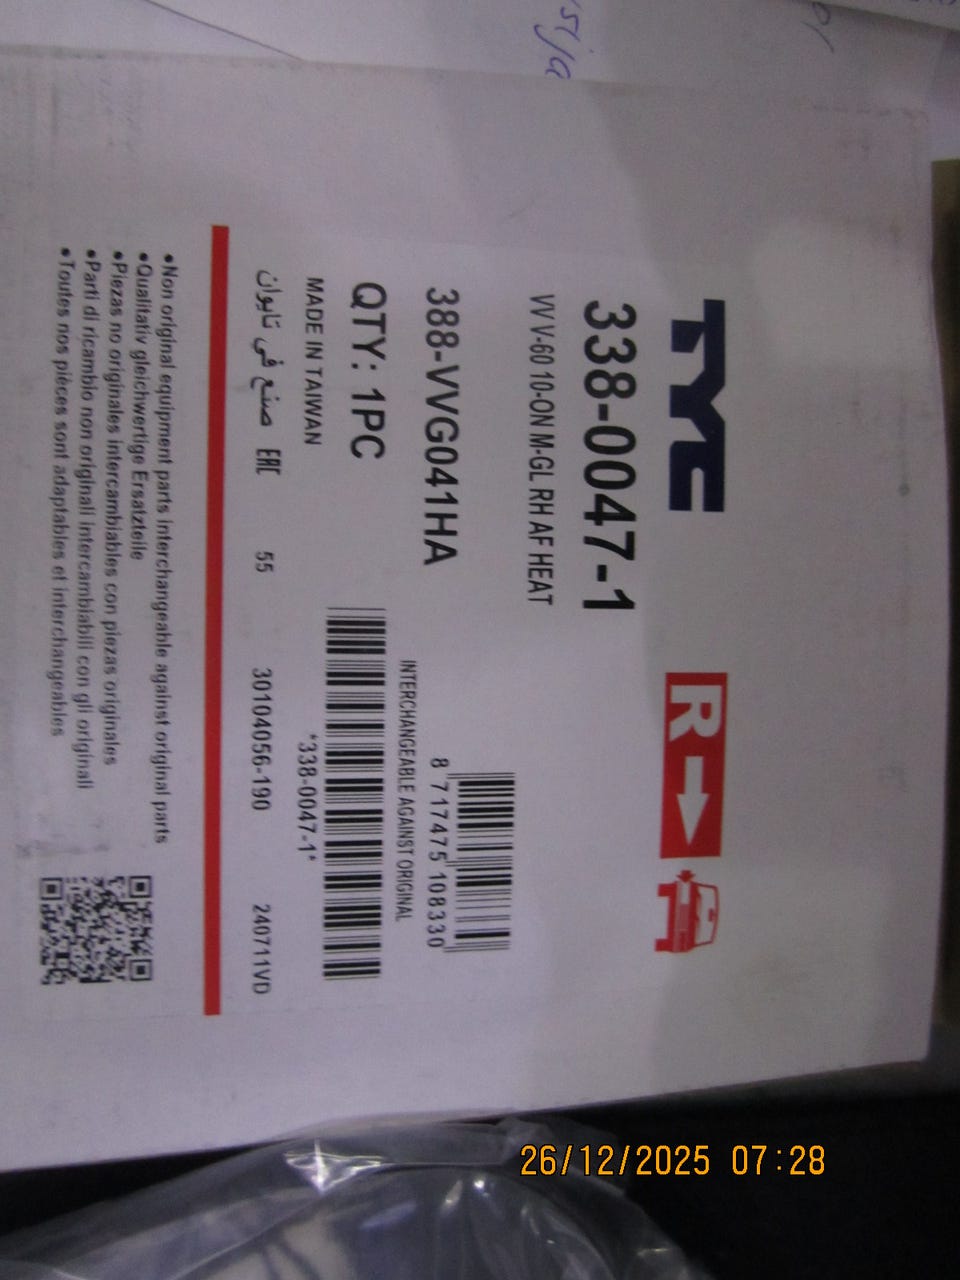 TYC R
338-0047-1
VV V-60 10-ON M-GL RH AF HEAT
388-VVG041HA
8 717475 108330
INTERCHANGEABLE AGAINST ORIGINAL
QTY: 1PC
*338-0047-1*
MADE IN TAIWAN
صنع في تايوان EAC 55 30104056-190 240711VD
•Non original equipment parts interchangeable against original parts
•Qualitativ gleichwertige Ersatzteile
•Piezas no originales intercambiables con piezas originales
•Parti di ricambio non originali intercambiabili con gli originali
•Toutes nos pièces sont adaptables et interchangeables
26/12/2025 07:28